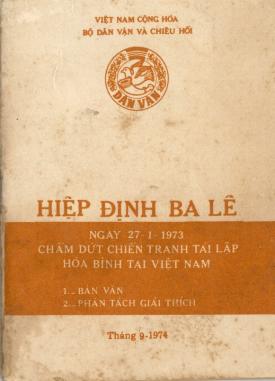 VIỆT NAM CỘNG HÒA
BỘ DÂN VẬN VÀ CHIÊU HỒI
DÂN VẬN
HIỆP ĐỊNH BA LÊ
NGAY 27-1-1973
CHẤM DỨT CHIẾN TRANH TÁI LẬP
HÒA BÌNH TẠI VIỆT NAM
1... BẢN VĂN
2... PHÂN TÁCH GIẢI THÍCH
Tháng 9-1974